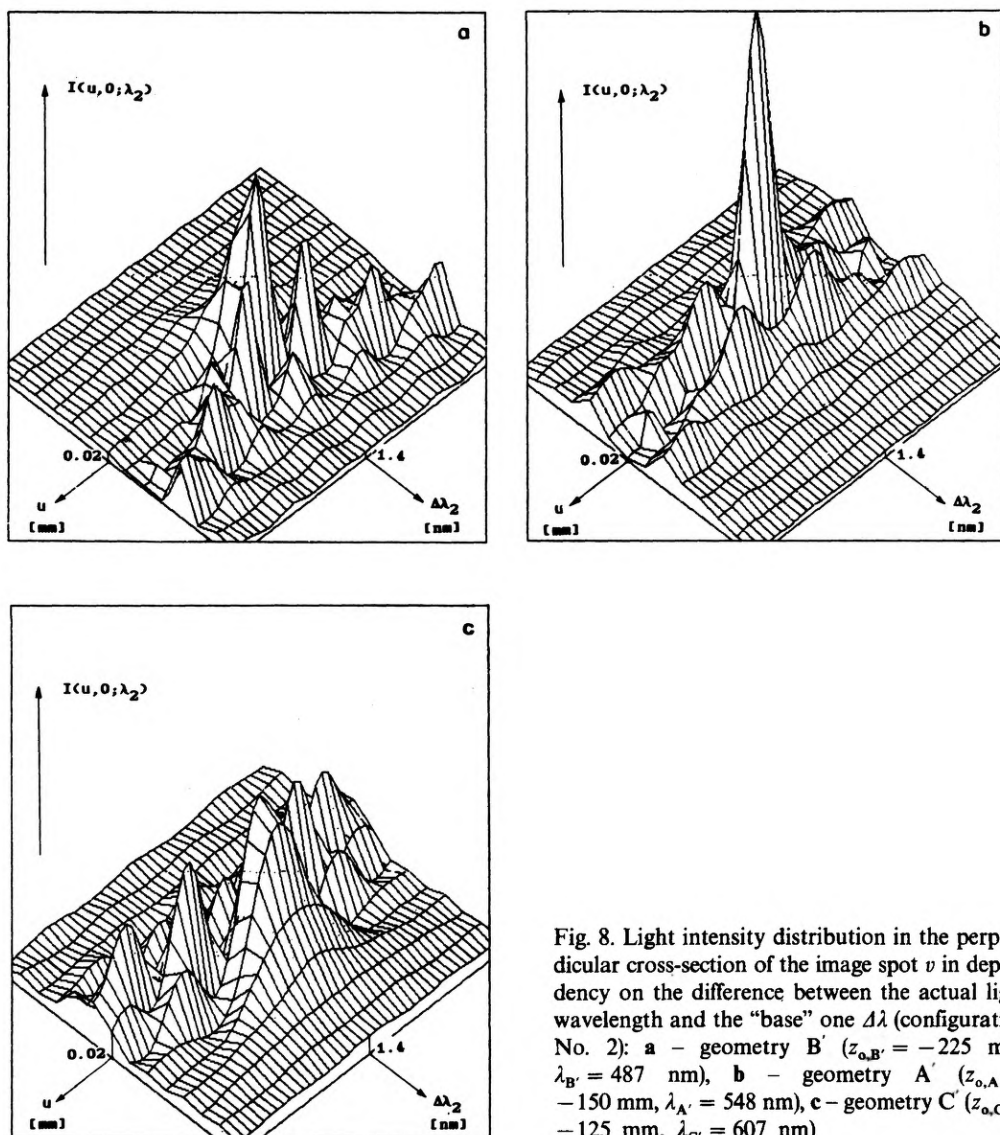 a
I(u,0;λ₂)
0.02
u
[mm]
1.4
Δλ₂
[nm]
b
I(u,0;λ₂)
0.02
u
[mm]
1.4
Δλ₂
[nm]
c
I(u,0;λ₂)
0.02
u
[mm]
1.4
Δλ₂
[nm]
Fig. 8. Light intensity distribution in the perp
dicular cross-section of the image spot v in dep
dency on the difference between the actual lig
wavelength and the "base" one Δλ (configurati
No. 2): a – geometry B′ (z₀,B′ = −225 m
λB′ = 487 nm), b – geometry A′ (z₀,A
−150 mm, λA′ = 548 nm), c – geometry C′ (z₀,C
−125 mm, λC′ = 607 nm)